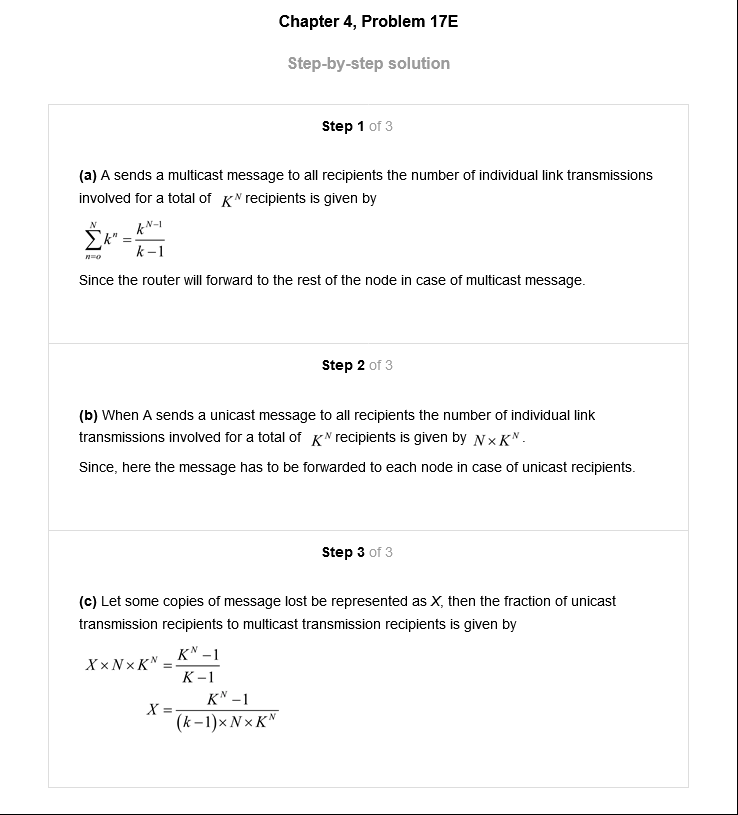 Chapter 4, Problem 17E
Step-by-step solution
Step 1 of 3
(a) A sends a multicast message to all recipients the number of individual link transmissions
involved for a total of K^N recipients is given by
\sum_{n=o}^{N} k^n = \frac{k^{N-1}}{k-1}
Since the router will forward to the rest of the node in case of multicast message.
Step 2 of 3
(b) When A sends a unicast message to all recipients the number of individual link
transmissions involved for a total of K^N recipients is given by N × K^N .
Since, here the message has to be forwarded to each node in case of unicast recipients.
Step 3 of 3
(c) Let some copies of message lost be represented as X, then the fraction of unicast
transmission recipients to multicast transmission recipients is given by
X × N × K^N = \frac{K^N - 1}{K - 1}
X = \frac{K^N - 1}{(k - 1) × N × K^N}